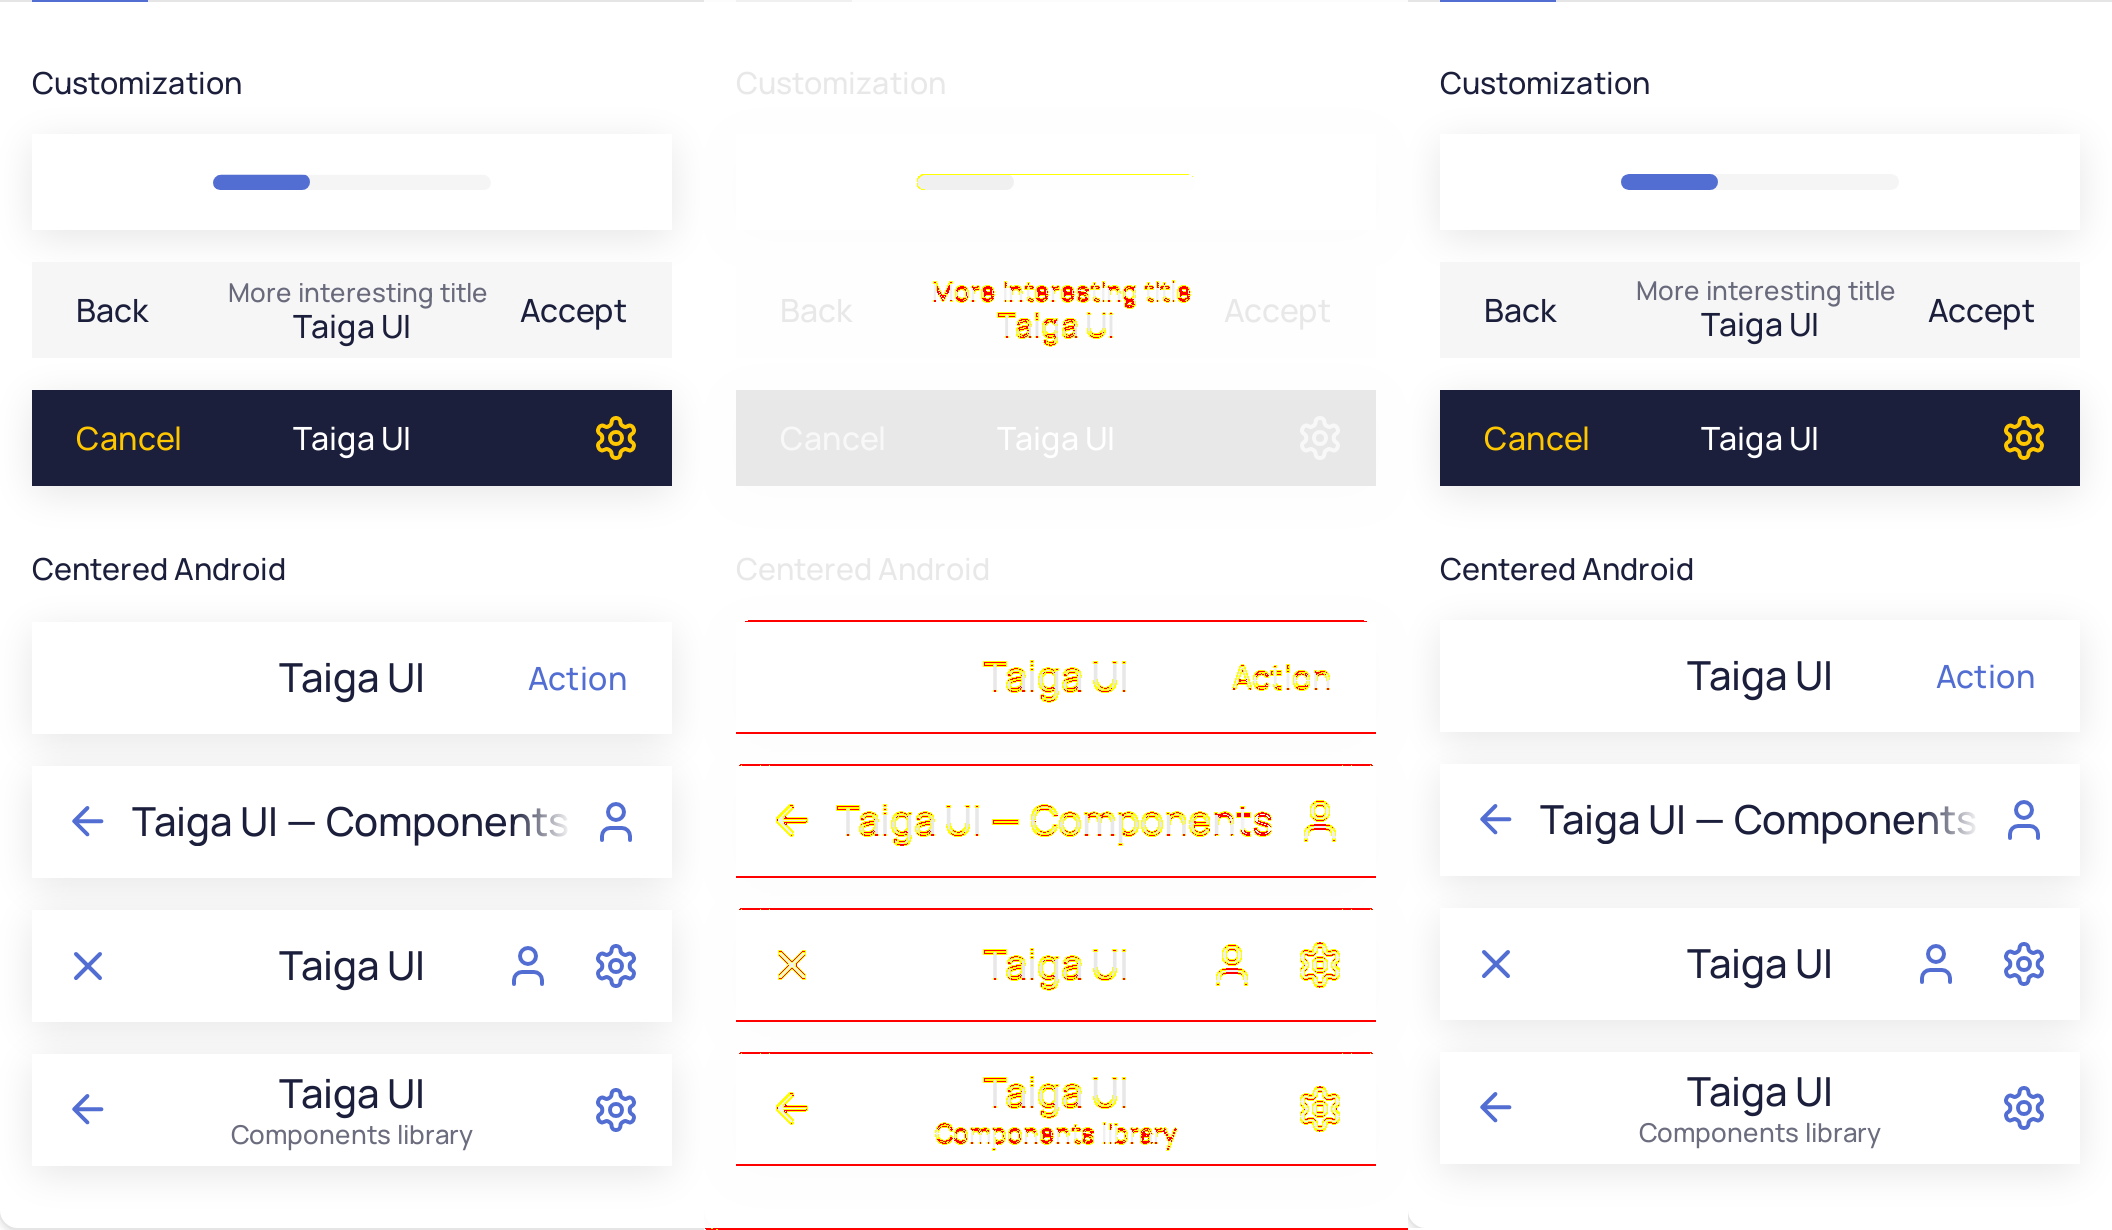 Customization
More interesting title
Back
Taiga UI
Accept
Cancel
Taiga UI
Centered Android
Taiga UI
Action
Taiga UI — Components
Taiga UI
Taiga UI
Components library
Customization
More interesting title
Back
Taiga UI
Accept
Cancel
Taiga UI
Centered Android
Taiga UI
Action
Taiga UI — Components
Taiga UI
Taiga UI
Components library
Customization
More interesting title
Back
Taiga UI
Accept
Cancel
Taiga UI
Centered Android
Taiga UI
Action
Taiga UI — Components
Taiga UI
Taiga UI
Components library